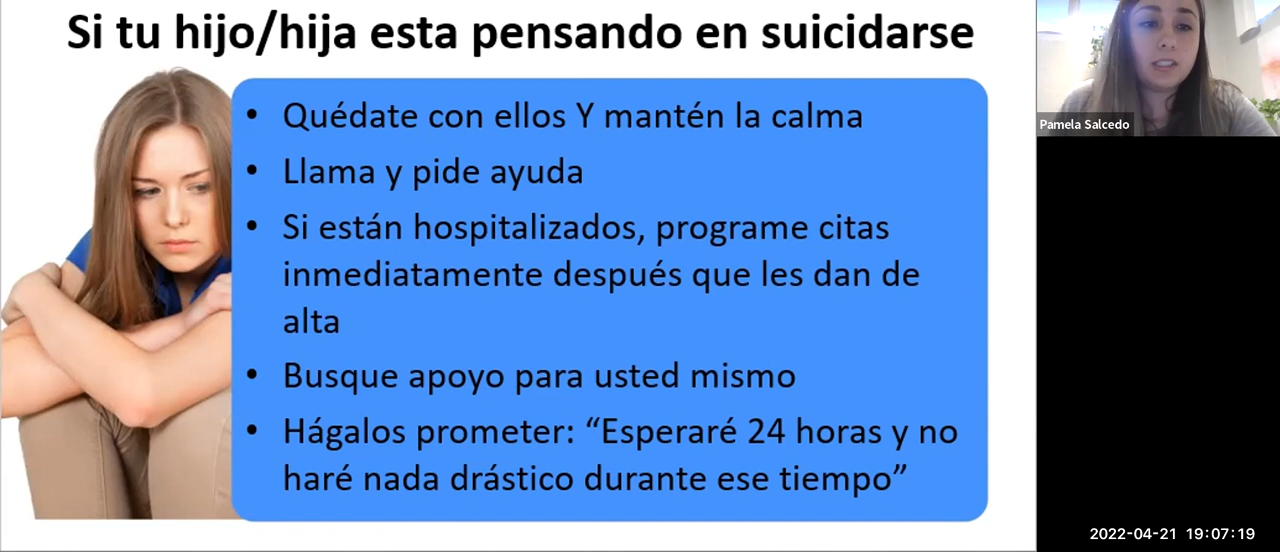 Si tu hijo/hija esta pensando en suicidarse
• Quédate con ellos Y mantén la calma
• Llama y pide ayuda
• Si están hospitalizados, programe citas
inmediatamente después que les dan de
alta
• Busque apoyo para usted mismo
• Hágalos prometer: “Esperaré 24 horas y no
haré nada drástico durante ese tiempo”
Pamela Salcedo
2022-04-21 19:07:19